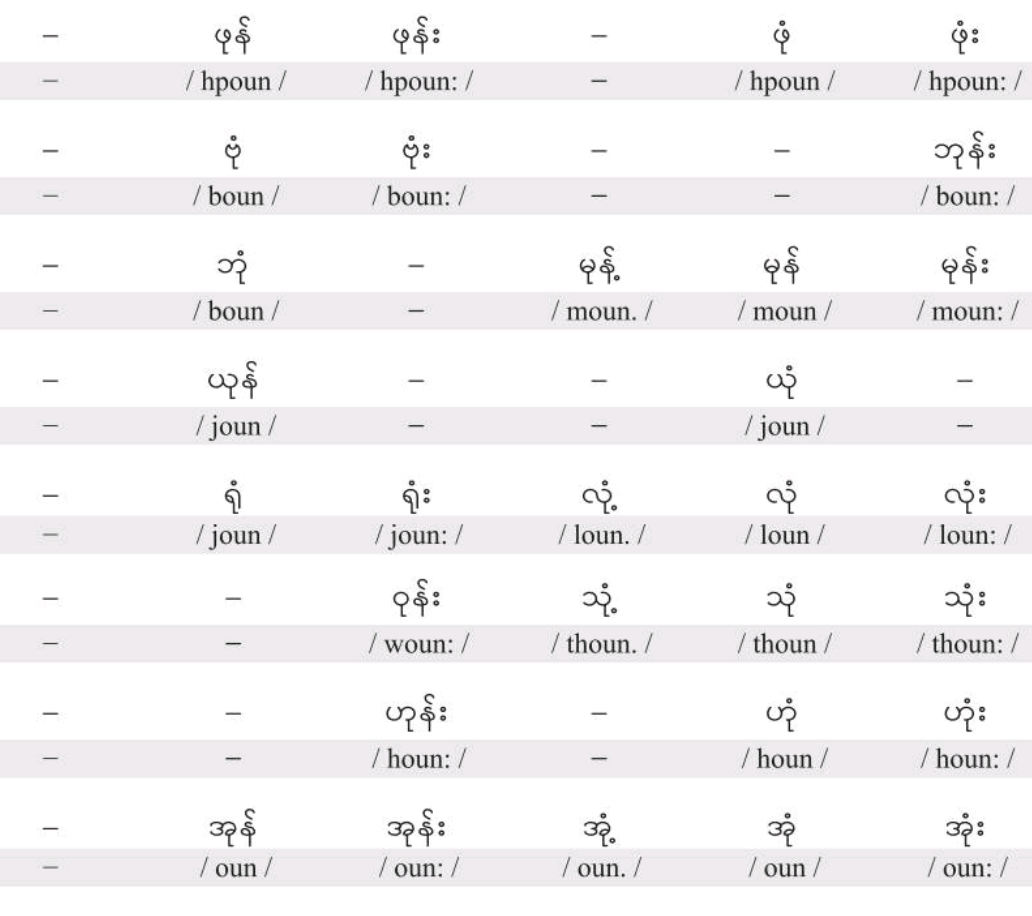 – ဖုန် ဖုန်း – ဖုံ ဖုံး
– / hpoun / / hpoun: / – / hpoun / / hpoun: /
– ဗုံ ဗုံး – – ဘုန်း
– / boun / / boun: / – – / boun: /
– ဘုံ – မုန့် မုန် မုန်း
– / boun / – / moun. / / moun / / moun: /
– ယုန် – – ယုံ –
– / joun / – – / joun / –
– ရုံ ရုံး လုံ့ လုံ လုံး
– / joun / / joun: / / loun. / / loun / / loun: /
– – ဝုန်း သုံ့ သုံ သုံး
– – / woun: / / thoun. / / thoun / / thoun: /
– – ဟုန်း – ဟုံ ဟုံး
– – / houn: / – / houn / / houn: /
– အုန် အုန်း အုံ့ အုံ အုံး
– / oun / / oun: / / oun. / / oun / / oun: /